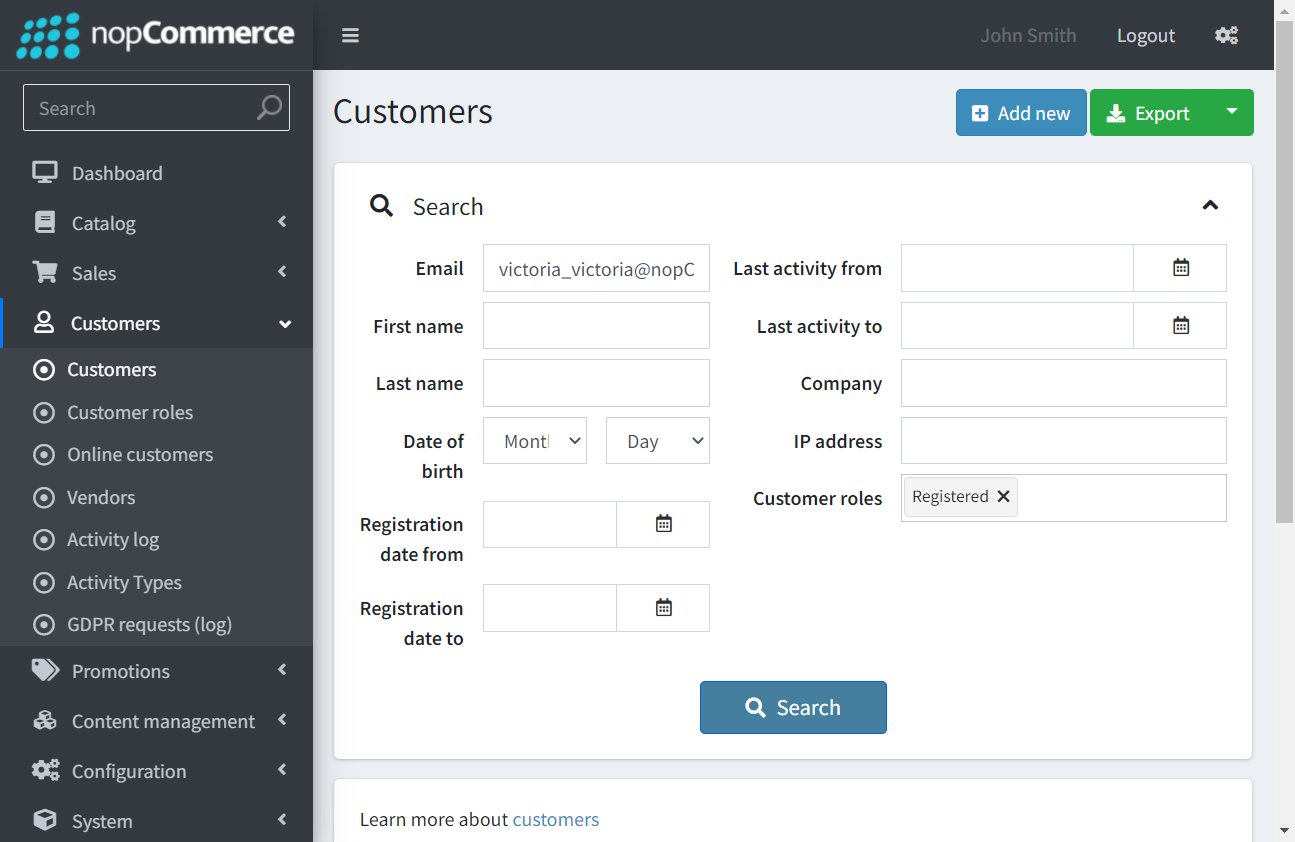 nopCommerce
John Smith
Logout
Search
Customers
Add new
Export
Dashboard
Catalog
Sales
Customers
Customers
Customer roles
Online customers
Vendors
Activity log
Activity Types
GDPR requests (log)
Promotions
Content management
Configuration
System
Search
Email
victoria_victoria@nopC
First name
Last name
Date of
birth
Month
Day
Registration
date from
Registration
date to
Last activity from
Last activity to
Company
IP address
Customer roles
Registered
Search
Learn more about customers